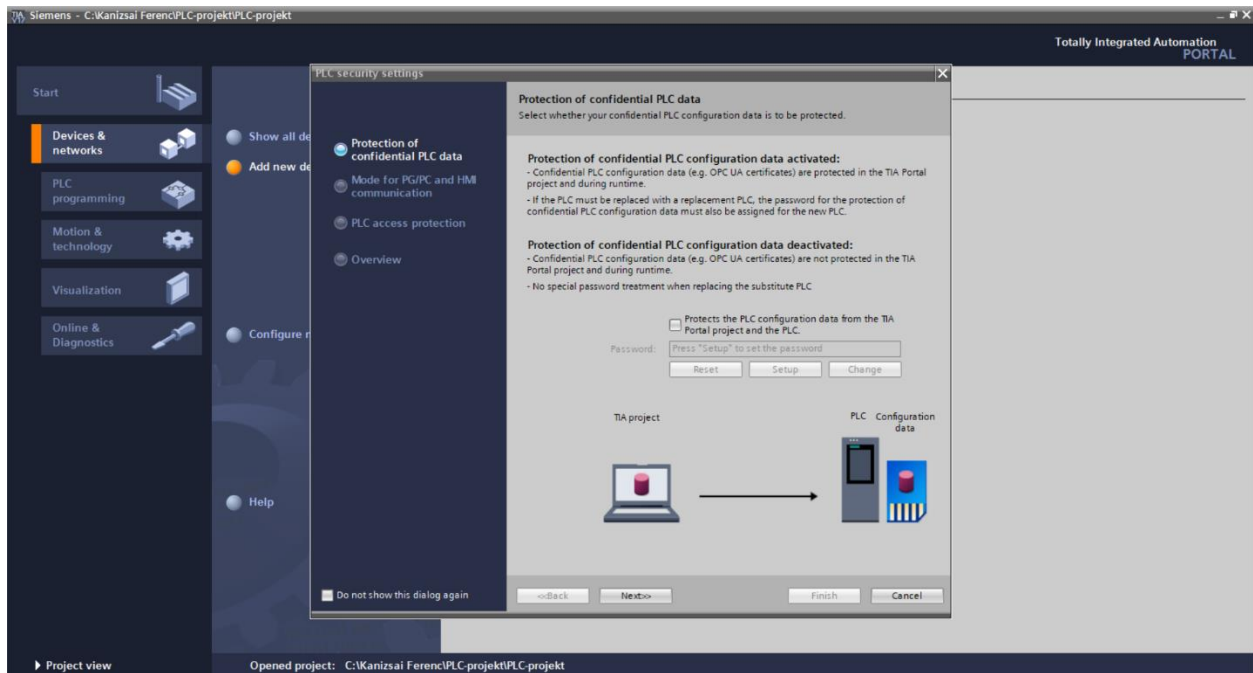 Siemens - C:\Kanizsai Ferenc\PLC-projekt\PLC-projekt
Totally Integrated Automation
PORTAL
Start
Devices &
networks
PLC
programming
Motion &
technology
Visualization
Online &
Diagnostics
Show all de
Add new de
Configure n
Help
PLC security settings
Protection of
confidential PLC data
Mode for PG/PC and HMI
communication
PLC access protection
Overview
Do not show this dialog again
Protection of confidential PLC data
Select whether your confidential PLC configuration data is to be protected.
Protection of confidential PLC configuration data activated:
- Confidential PLC configuration data (e.g. OPC UA certificates) are protected in the TIA Portal
project and during runtime.
- If the PLC must be replaced with a replacement PLC, the password for the protection of
confidential PLC configuration data must also be assigned for the new PLC.
Protection of confidential PLC configuration data deactivated:
- Confidential PLC configuration data (e.g. OPC UA certificates) are not protected in the TIA
Portal project and during runtime.
- No special password treatment when replacing the substitute PLC
Protects the PLC configuration data from the TIA
Portal project and the PLC.
Password: Press "Setup" to set the password
Reset Setup Change
TIA project
PLC Configuration
data
<<Back Next>> Finish Cancel
Project view
Opened project: C:\Kanizsai Ferenc\PLC-projekt\PLC-projekt